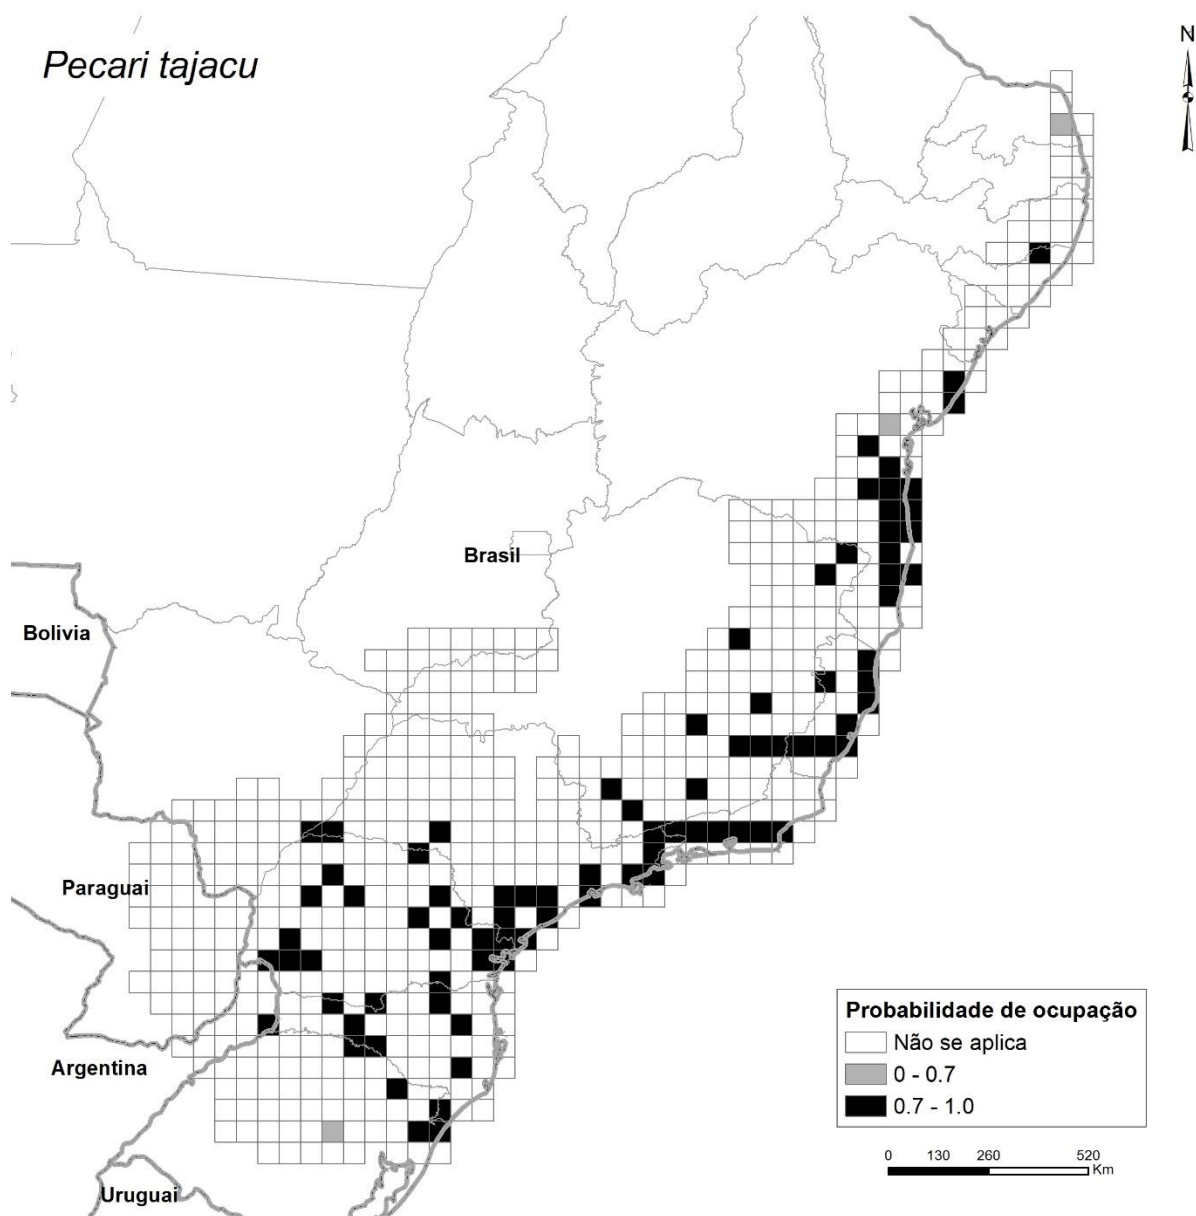 Pecari tajacu
N
Brasil
Bolivia
Paraguai
Argentina
Uruguai
Probabilidade de ocupação
Não se aplica
0 - 0.7
0.7 - 1.0
0 130 260 520
Km